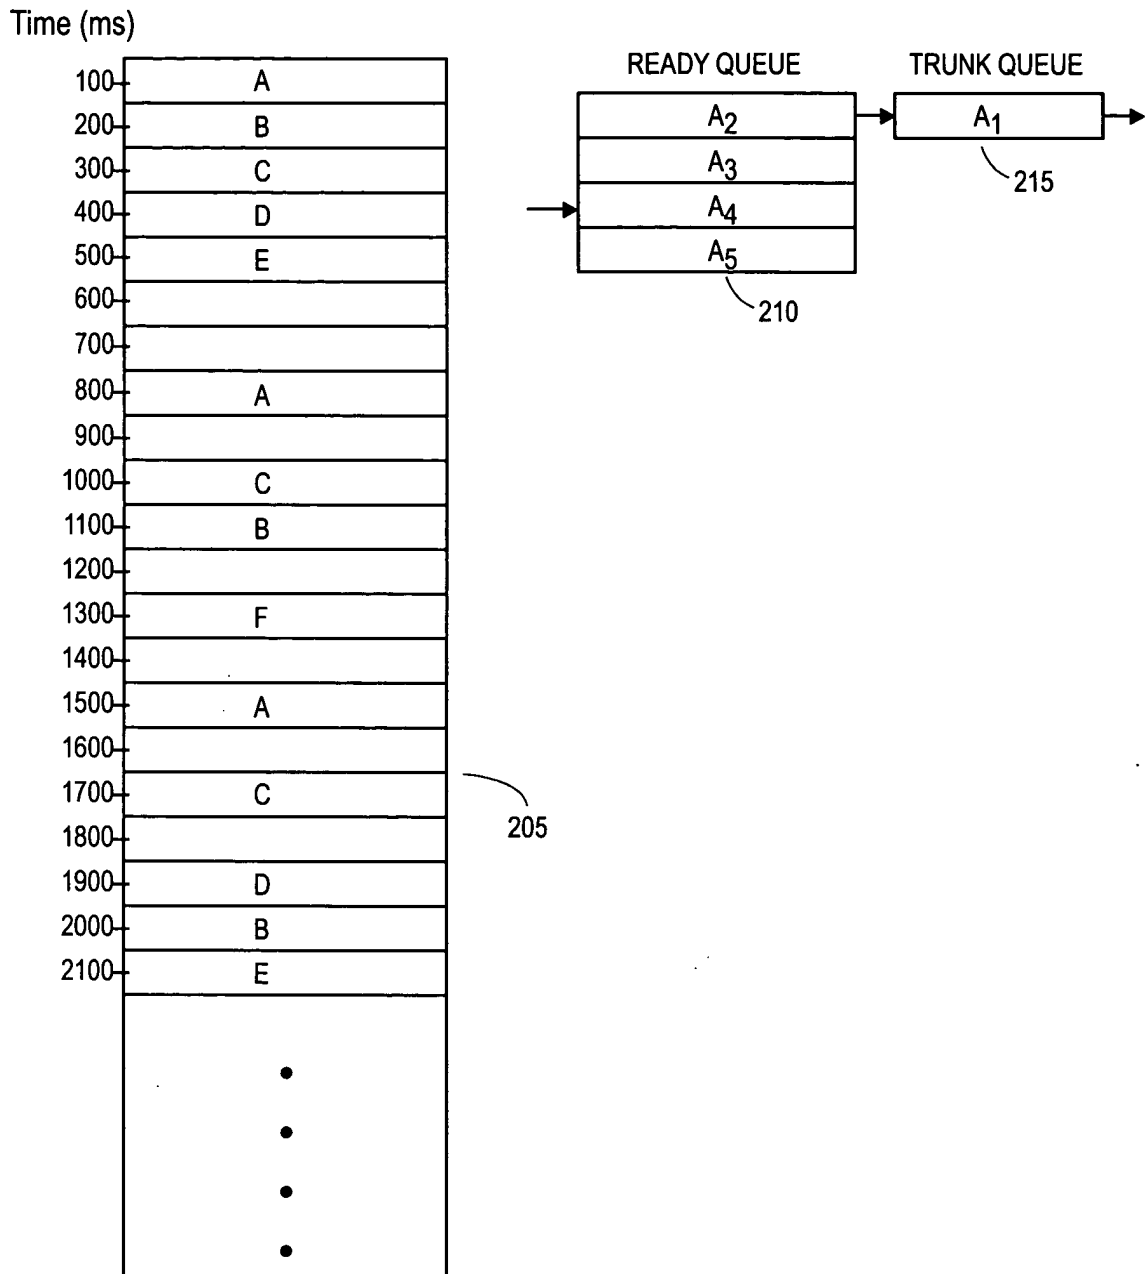 Time (ms)
READY QUEUE
TRUNK QUEUE
100 A
200 B
300 C
400 D
500 E
600
700
800 A
900
1000 C
1100 B
1200
1300 F
1400
1500 A
1600
1700 C
1800
1900 D
2000 B
2100 E
205
A2
A3
A4
A5
210
A1
215